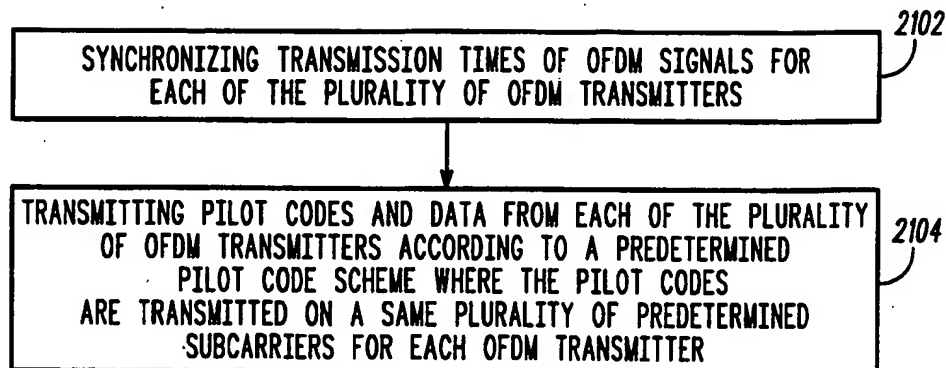 2102
SYNCHRONIZING TRANSMISSION TIMES OF OFDM SIGNALS FOR
EACH OF THE PLURALITY OF OFDM TRANSMITTERS
TRANSMITTING PILOT CODES AND DATA FROM EACH OF THE PLURALITY
OF OFDM TRANSMITTERS ACCORDING TO A PREDETERMINED
2104
PILOT CODE SCHEME WHERE THE PILOT CODES
ARE TRANSMITTED ON A SAME PLURALITY OF PREDETERMINED
SUBCARRIERS FOR EACH OFDM TRANSMITTER